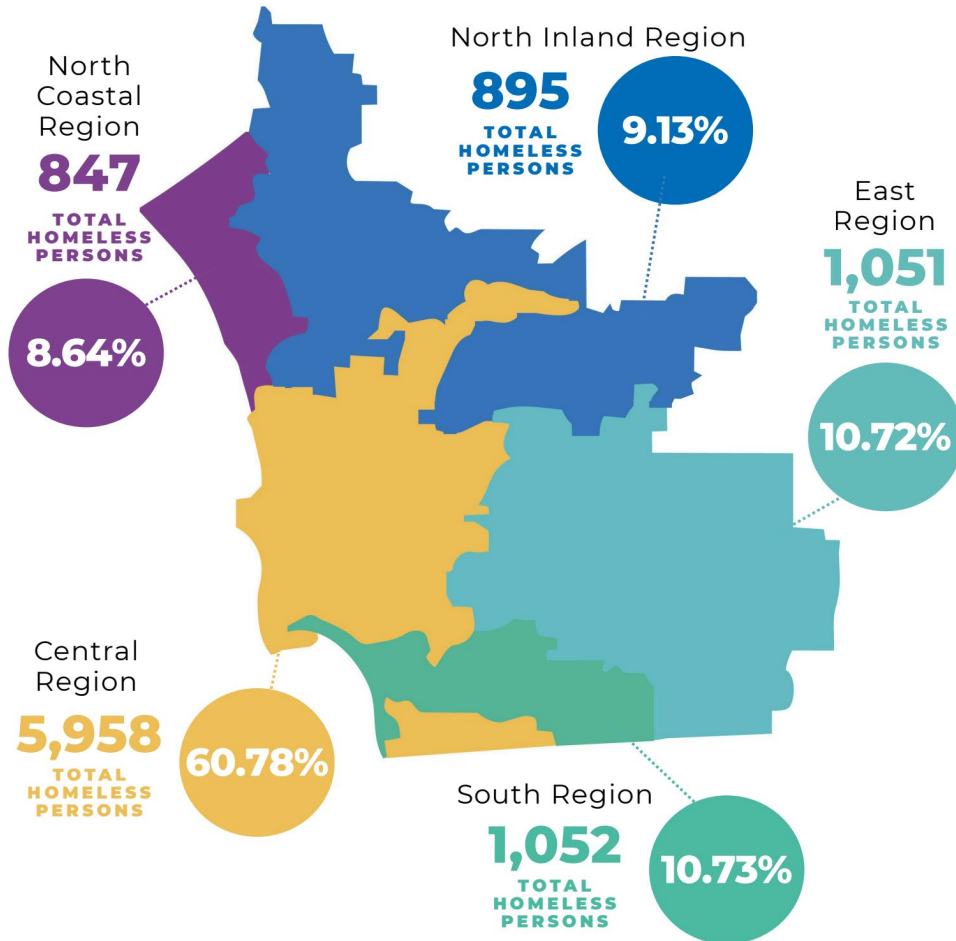 North Inland Region
895
TOTAL
HOMELESS
PERSONS
9.13%
North
Coastal
Region
847
TOTAL
HOMELESS
PERSONS
8.64%
East
Region
1,051
TOTAL
HOMELESS
PERSONS
10.72%
Central
Region
5,958
TOTAL
HOMELESS
PERSONS
60.78%
South Region
1,052
TOTAL
HOMELESS
PERSONS
10.73%